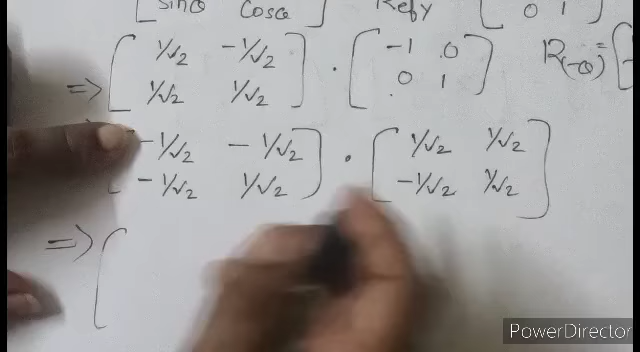 [ sinθ cosθ ] Refy [ 0 1 ]
=> [ 1/√2 -1/√2 ] . [ -1 0 ] R(-θ) = [
1/√2 1/√2 0 1
-1/√2 -1/√2 ] . [ 1/√2 1/√2 ]
[ -1/√2 1/√2 -1/√2 1/√2
=> [
PowerDirector